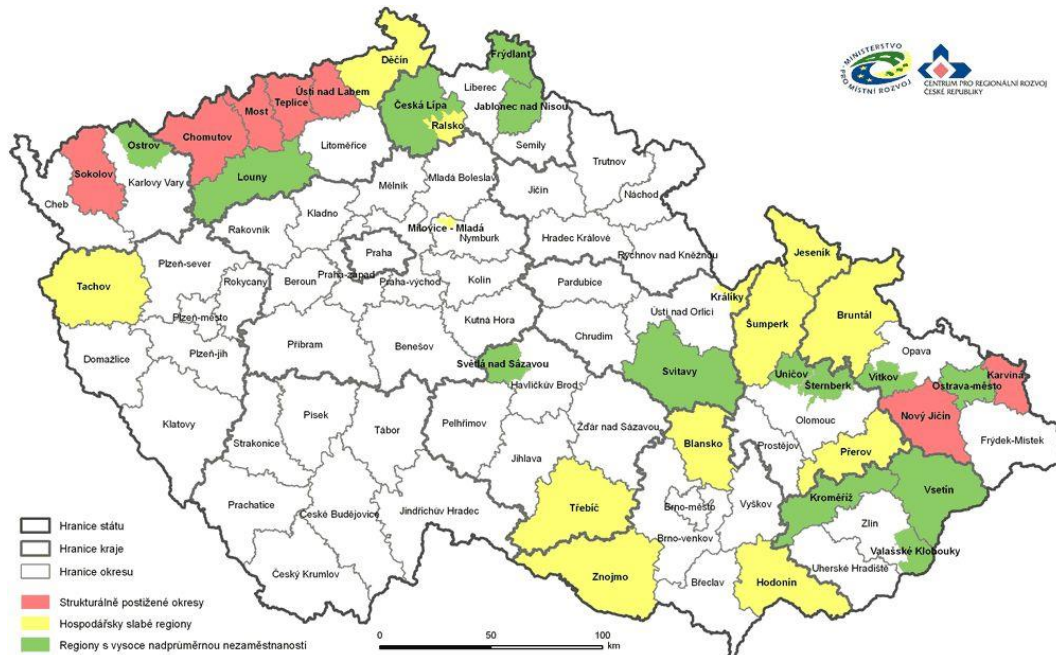 MINISTERSTVO
PRO MÍSTNÍ ROZVOJ
CENTRUM PRO REGIONÁLNÍ ROZVOJ
ČESKÉ REPUBLIKY
Děčín
Frýdlant
Ústí nad Labem
Liberec
Teplice
Most
Česká Lípa
Jablonec nad Nisou
Ralsko
Chomutov
Litoměřice
Semily
Ostrov
Trutnov
Sokolov
Karlovy Vary
Louny
Cheb
Mělník
Mladá Boleslav
Jičín
Náchod
Kladno
Rakovník
Milovice - Mladá
Nymburk
Hradec Králové
Rychnov nad Kněžnou
Praha
Plzeň-sever
Rokycany
Beroun
Praha-západ
Praha-východ
Kolín
Pardubice
Jeseník
Tachov
Králíky
Ústí nad Orlicí
Šumperk
Bruntál
Plzeň-město
Kutná Hora
Chrudim
Příbram
Benešov
Domažlice
Plzeň-jih
Světlá nad Sázavou
Svitavy
Opava
Uničov
Šternberk
Vítkov
Ostrava-město
Karviná
Havlíčkův Brod
Klatovy
Písek
Tábor
Pelhřimov
Žďár nad Sázavou
Blansko
Olomouc
Nový Jičín
Frýdek-Místek
Strakonice
Jihlava
Prostějov
Přerov
Vsetín
Prachatice
České Budějovice
Jindřichův Hradec
Třebíč
Brno-město
Vyškov
Kroměříž
Brno-venkov
Zlín
Valašské Klobouky
Uherské Hradiště
Český Krumlov
Znojmo
Břeclav
Hodonín
Hranice státu
Hranice kraje
Hranice okresu
Strukturálně postižené okresy
Hospodářsky slabé regiony
Regiony s vysoce nadprůměrnou nezaměstnaností
0 50 100
km